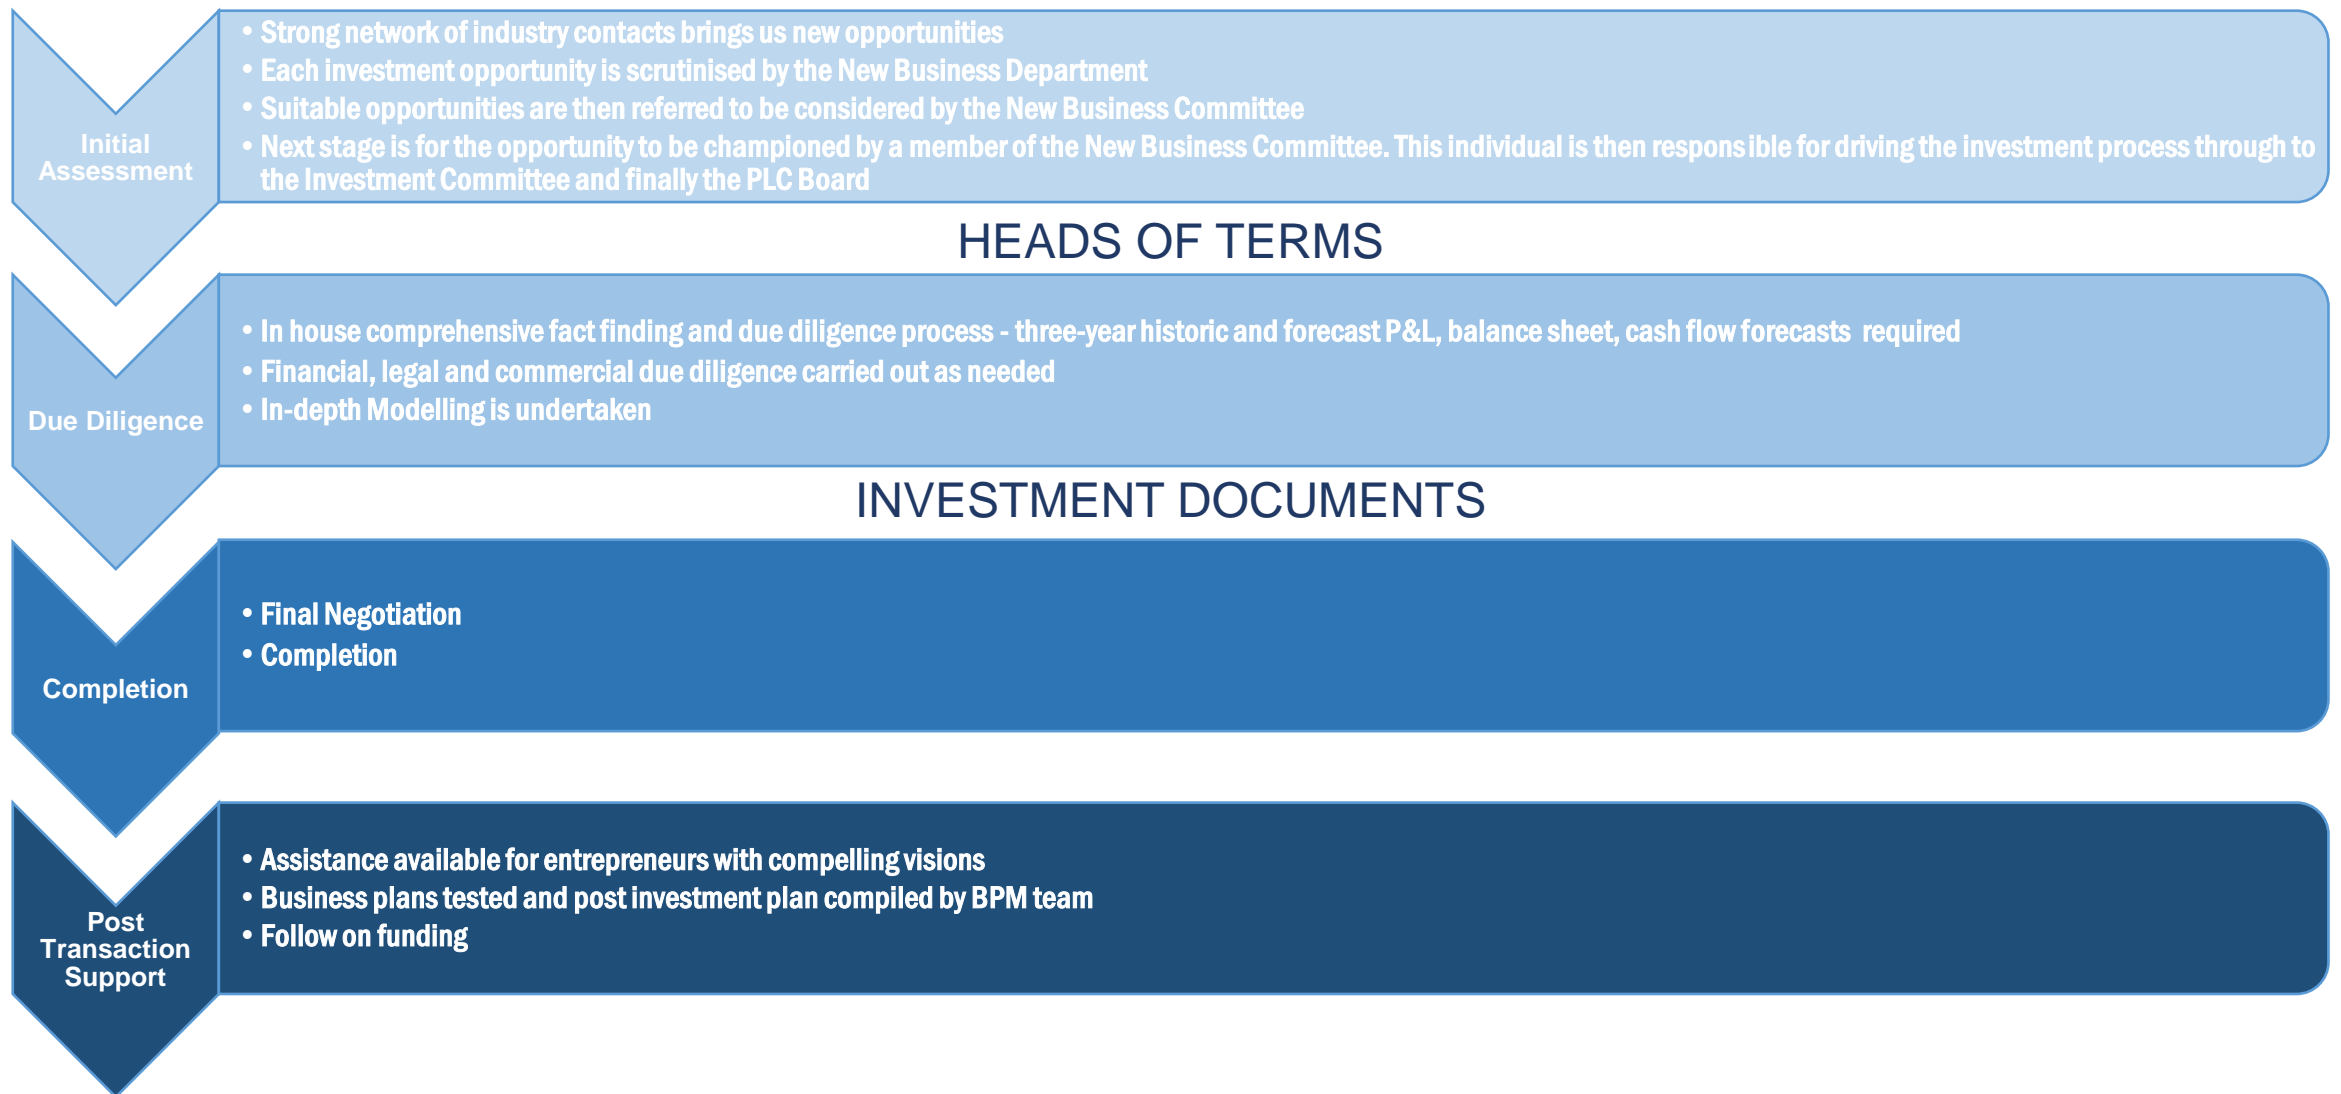 Initial
Assessment
• Strong network of industry contacts brings us new opportunities
• Each investment opportunity is scrutinised by the New Business Department
• Suitable opportunities are then referred to be considered by the New Business Committee
• Next stage is for the opportunity to be championed by a member of the New Business Committee. This individual is then respons ible for driving the investment process through to
the Investment Committee and finally the PLC Board
HEADS OF TERMS
Due Diligence
• In house comprehensive fact finding and due diligence process - three-year historic and forecast P&L, balance sheet, cash flow forecasts  required
• Financial, legal and commercial due diligence carried out as needed
• In-depth Modelling is undertaken
INVESTMENT DOCUMENTS
Completion
• Final Negotiation
• Completion
Post
Transaction
Support
• Assistance available for entrepreneurs with compelling visions
• Business plans tested and post investment plan compiled by BPM team
• Follow on funding